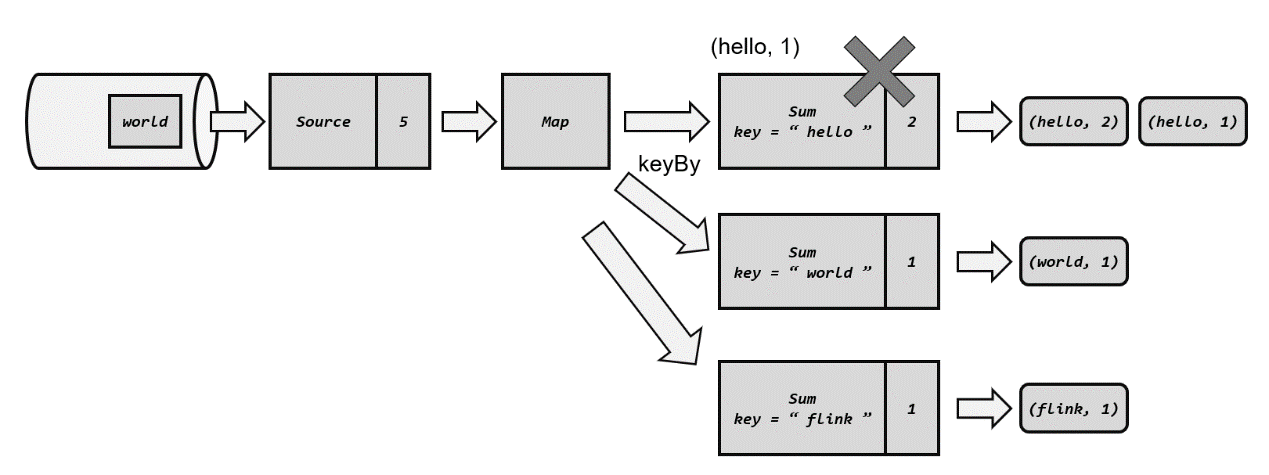 (hello, 1)
world
Source
5
Map
Sum
key = “ hello ”
2
(hello, 2)
(hello, 1)
keyBy
Sum
key = “ world ”
1
(world, 1)
Sum
key = “ flink ”
1
(flink, 1)